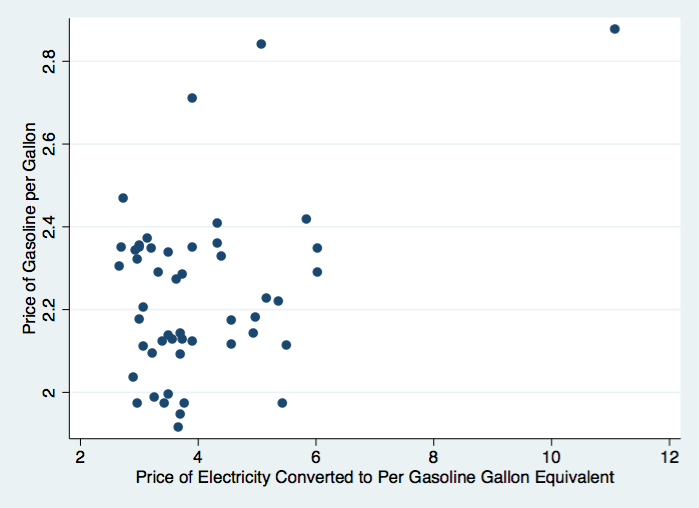 Price of Gasoline per Gallon
2.8
2.6
2.4
2.2
2
2 4 6 8 10 12
Price of Electricity Converted to Per Gasoline Gallon Equivalent